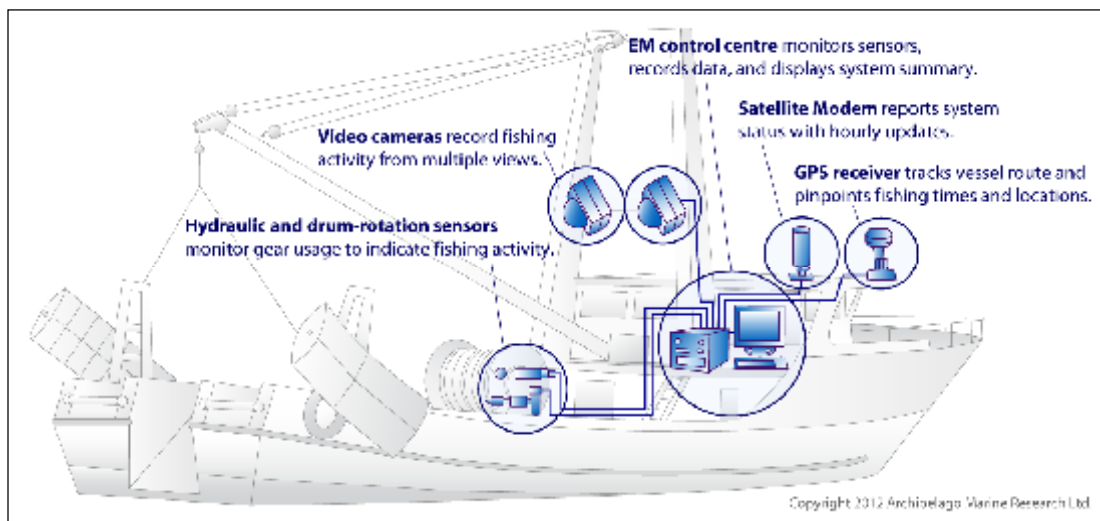 EM control centre monitors sensors,
records data, and displays system summary.
Satellite Modem reports system
status with hourly updates.
Video cameras record fishing
activity from multiple views.
GPS receiver tracks vessel route and
pinpoints fishing times and locations.
Hydraulic and drum-rotation sensors
monitor gear usage to indicate fishing activity.
Copyright 2012 Archipelago Marine Research Ltd